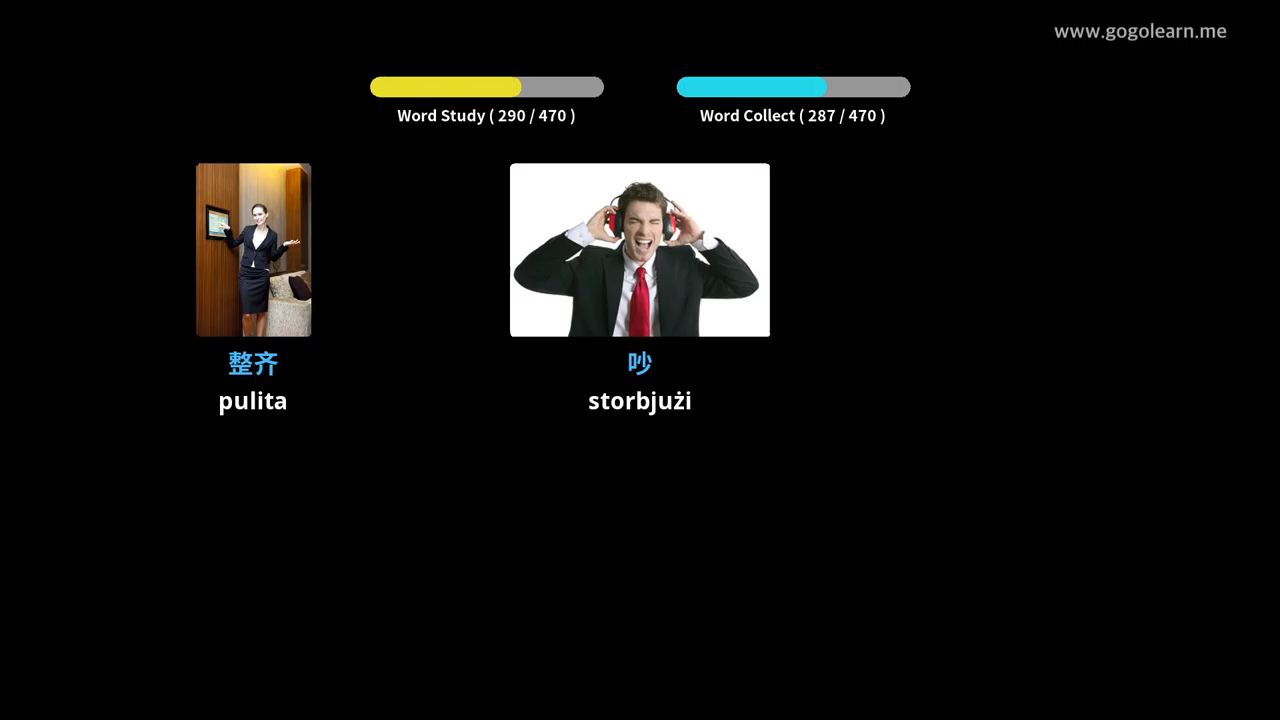 www.gogolearn.me
Word Study ( 290 / 470 )
Word Collect ( 287 / 470 )
整齐
pulita
吵
storbjużi